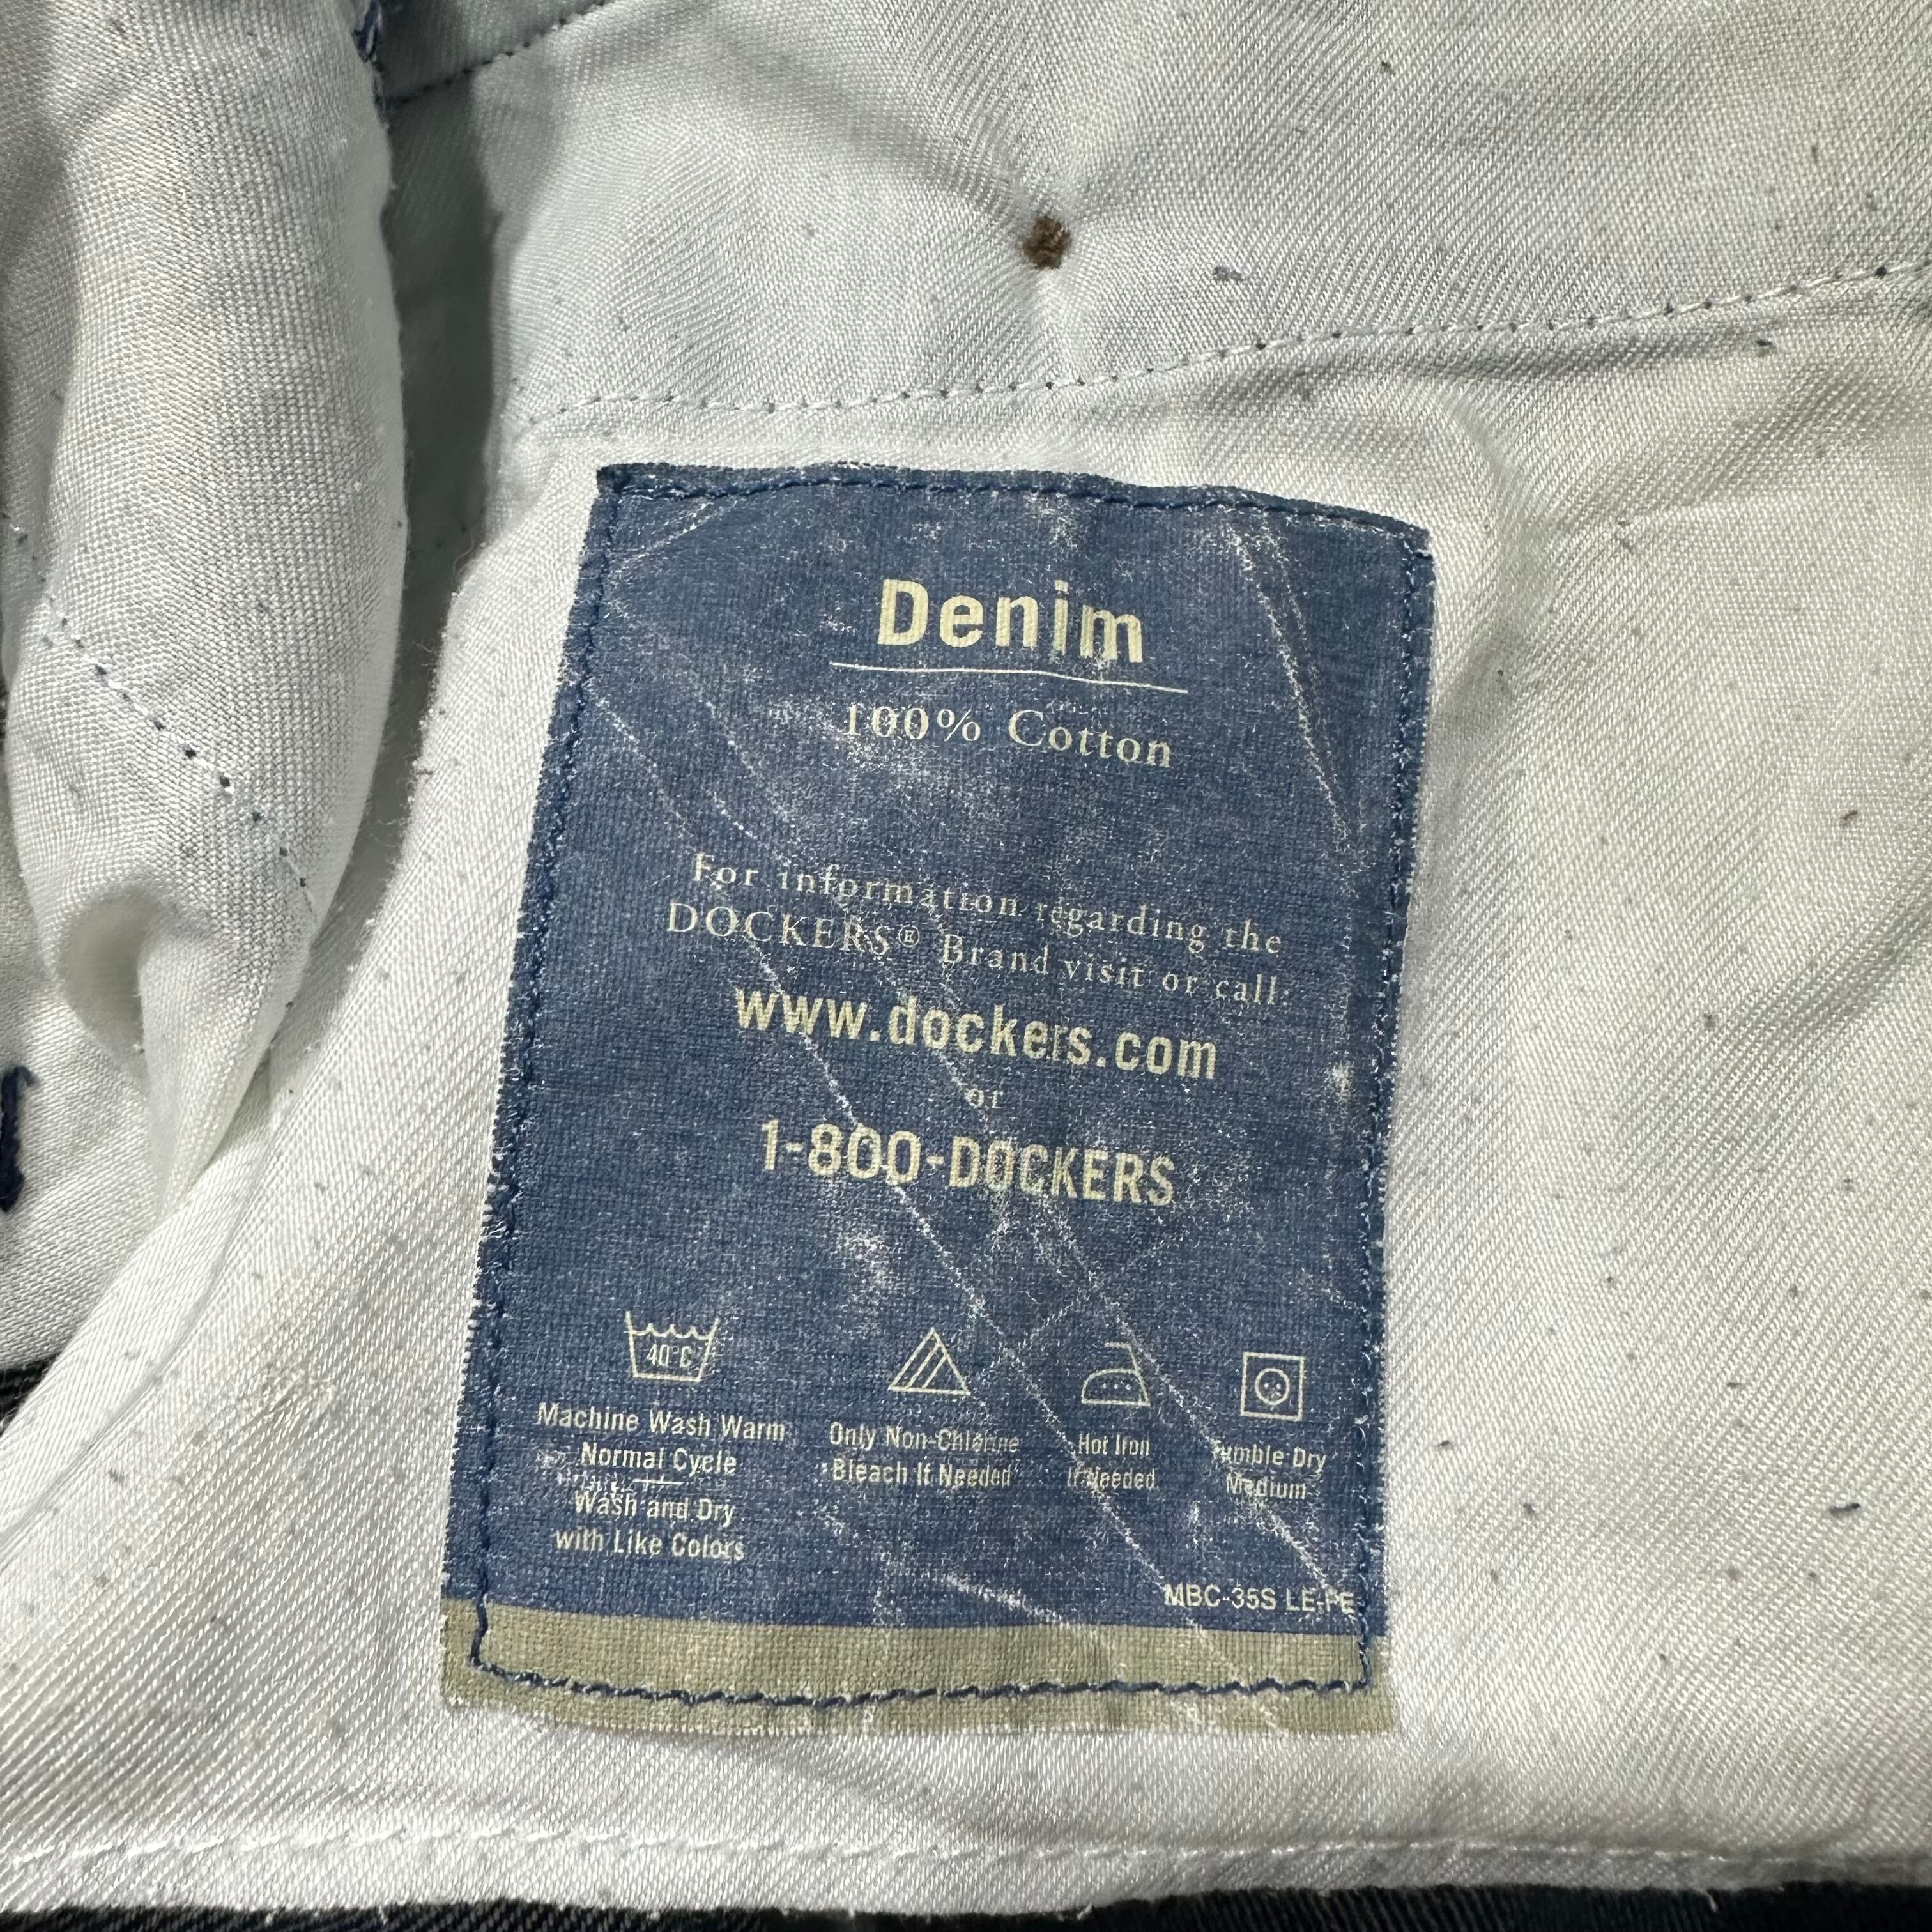 Denim
100% Cotton
For information regarding the
DOCKERS® Brand visit or call:
www.dockers.com
or
1-800-DOCKERS
40°C
Machine Wash Warm
Normal Cycle
Wash and Dry
with Like Colors
Only Non-Chlorine
Bleach If Needed
Hot Iron
If Needed
Tumble Dry
Medium
MBC-35S LE-PE